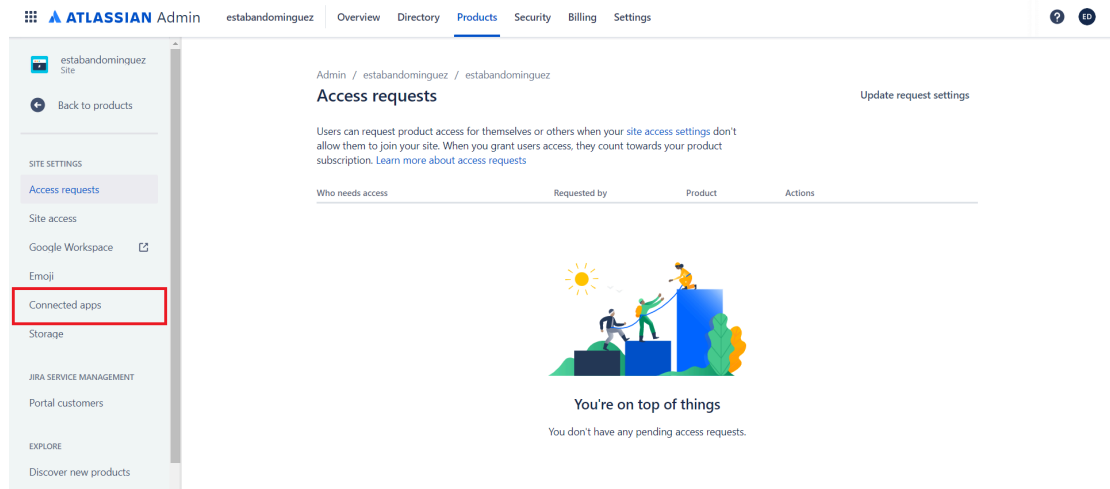 ATLASSIAN Admin
estabandominguez
Overview
Directory
Products
Security
Billing
Settings
ED
estabandominguez
Site
Back to products
SITE SETTINGS
Access requests
Site access
Google Workspace
Emoji
Connected apps
Storage
JIRA SERVICE MANAGEMENT
Portal customers
EXPLORE
Discover new products
Admin / estabandominguez / estabandominguez
Access requests
Update request settings
Users can request product access for themselves or others when your site access settings don't
allow them to join your site. When you grant users access, they count towards your product
subscription. Learn more about access requests
Who needs access
Requested by
Product
Actions
You're on top of things
You don't have any pending access requests.